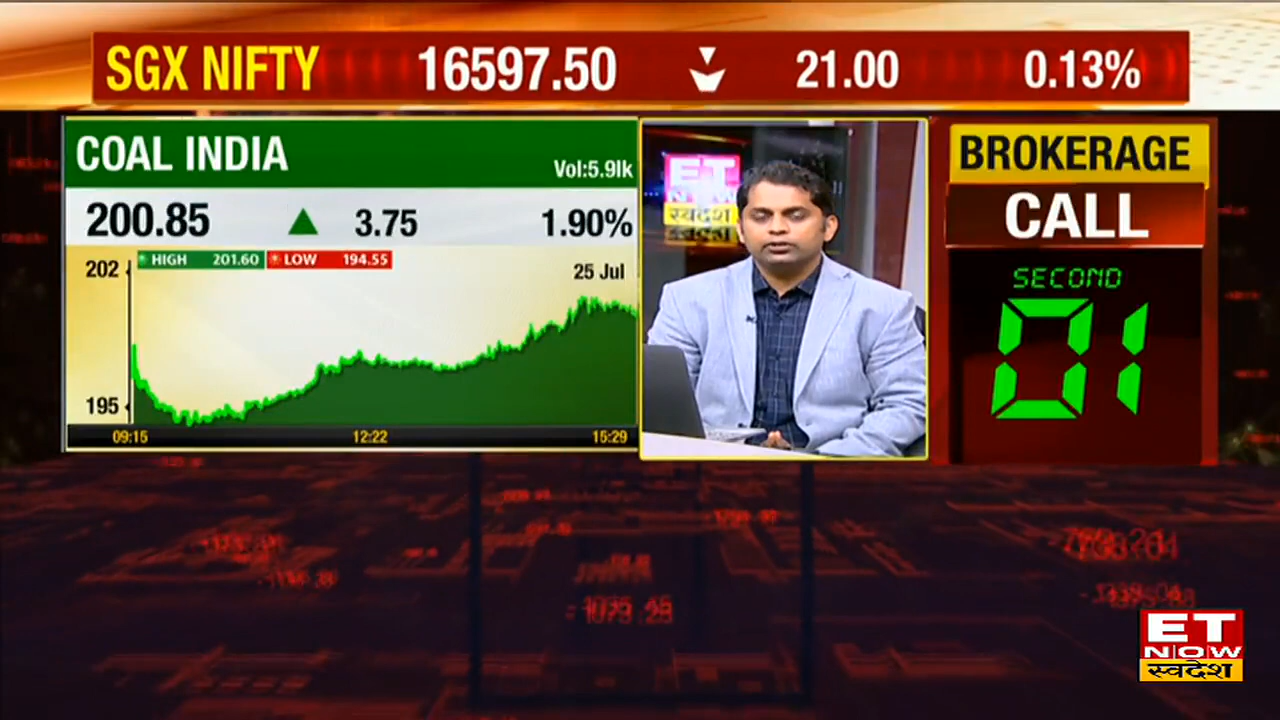 SGX NIFTY 16597.50 21.00 0.13%
COAL INDIA Vol:5.9lk
200.85 3.75 1.90%
HIGH 201.60 LOW 194.55
202 25 Jul
195
09:15 12:22 15:29
ET
NOW
स्वदेश
BROKERAGE
CALL
SECOND
01
ET
NOW
स्वदेश